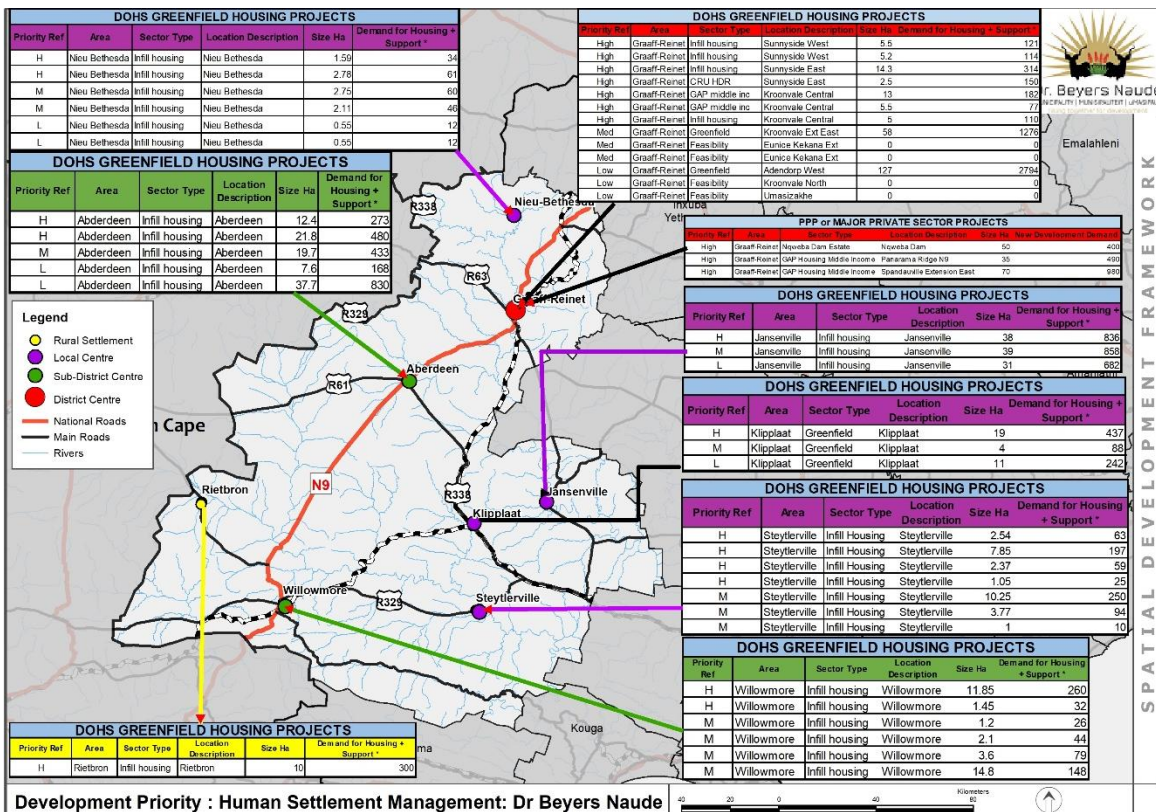 DOHS GREENFIELD HOUSING PROJECTS
Priority Ref Area Sector Type Location Description Size Ha Demand for Housing + Support *
H Nieu Bethesda Infill housing Nieu Bethesda 1.59 34
H Nieu Bethesda Infill housing Nieu Bethesda 2.78 61
M Nieu Bethesda Infill housing Nieu Bethesda 2.75 60
M Nieu Bethesda Infill housing Nieu Bethesda 2.11 46
L Nieu Bethesda Infill housing Nieu Bethesda 0.55 12
L Nieu Bethesda Infill housing Nieu Bethesda 0.55 12
DOHS GREENFIELD HOUSING PROJECTS
Priority Ref Area Sector Type Location Description Size Ha Demand for Housing + Support *
High Graaff-Reinet Infill housing Sunnyside West 5.5 121
High Graaff-Reinet Infill housing Sunnyside West 5.2 114
High Graaff-Reinet Infill housing Sunnyside East 14.3 314
High Graaff-Reinet CRU HDR Sunnyside East 2.5 150
High Graaff-Reinet GAP middle inc Kroonvale Central 13 182
High Graaff-Reinet GAP middle inc Kroonvale Central 5.5 77
High Graaff-Reinet Infill housing Kroonvale Central 5 110
Med Graaff-Reinet Greenfield Kroonvale Ext East 58 1276
Med Graaff-Reinet Feasibility Eunice Kekana Ext 0 0
Med Graaff-Reinet Feasibility Eunice Kekana Ext 0 0
Low Graaff-Reinet Greenfield Adendorp West 127 2794
Low Graaff-Reinet Feasibility Kroonvale North 0 0
Low Graaff-Reinet Feasibility Umasizakhe 0 0
Dr. Beyers Naude
MUNICIPALITY | MUNISIPALITEIT | uMASIPALA
Emalahleni
DOHS GREENFIELD HOUSING PROJECTS
Priority Ref Area Sector Type Location Description Size Ha Demand for Housing + Support *
H Abderdeen Infill housing Aberdeen 12.4 273
H Abderdeen Infill housing Aberdeen 21.8 480
M Abderdeen Infill housing Aberdeen 19.7 433
L Abderdeen Infill housing Aberdeen 7.6 168
L Abderdeen Infill housing Aberdeen 37.7 830
PPP or MAJOR PRIVATE SECTOR PROJECTS
Priority Ref Area Sector Type Location Description Size Ha New Development Demand
High Graaff-Reinet Nqweba Dam Estate Nqweba Dam 50 400
High Graaff-Reinet GAP Housing Middle Income Panarama Ridge N9 35 490
High Graaff-Reinet GAP Housing Middle Income Spandauville Extension East 70 980
DOHS GREENFIELD HOUSING PROJECTS
Priority Ref Area Sector Type Location Description Size Ha Demand for Housing + Support *
H Jansenville Infill housing Jansenville 38 836
M Jansenville Infill housing Jansenville 39 858
L Jansenville Infill housing Jansenville 31 682
DOHS GREENFIELD HOUSING PROJECTS
Priority Ref Area Sector Type Location Description Size Ha Demand for Housing + Support *
H Klipplaat Greenfield Klipplaat 19 437
M Klipplaat Greenfield Klipplaat 4 88
L Klipplaat Greenfield Klipplaat 11 242
DOHS GREENFIELD HOUSING PROJECTS
Priority Ref Area Sector Type Location Description Size Ha Demand for Housing + Support *
H Steytlerville Infill Housing Steytlerville 2.54 63
H Steytlerville Infill Housing Steytlerville 7.85 197
H Steytlerville Infill Housing Steytlerville 2.37 59
H Steytlerville Infill Housing Steytlerville 1.05 25
M Steytlerville Infill Housing Steytlerville 10.25 250
M Steytlerville Infill Housing Steytlerville 3.77 94
M Steytlerville Infill Housing Steytlerville 1 10
DOHS GREENFIELD HOUSING PROJECTS
Priority Ref Area Sector Type Location Description Size Ha Demand for Housing + Support *
H Willowmore Infill housing Willowmore 11.85 260
H Willowmore Infill housing Willowmore 1.45 32
M Willowmore Infill housing Willowmore 1.2 26
M Willowmore Infill housing Willowmore 2.1 44
M Willowmore Infill housing Willowmore 3.6 79
M Willowmore Infill housing Willowmore 14.8 148
DOHS GREENFIELD HOUSING PROJECTS
Priority Ref Area Sector Type Location Description Size Ha Demand for Housing + Support *
H Rietbron Infill housing Rietbron 10 300
Legend
Rural Settlement
Local Centre
Sub-District Centre
District Centre
National Roads
Main Roads
Rivers
Nieu-Bethesda
R338
R63
Graaff-Reinet
R329
Aberdeen
R61
Cape
Rietbron
N9
R338
Jansenville
Klipplaat
Willowmore
R329
Steytlerville
Kouga
SPATIAL DEVELOPMENT FRAMEWORK
Development Priority : Human Settlement Management: Dr Beyers Naude
Kilometers
40 20 0 40 80